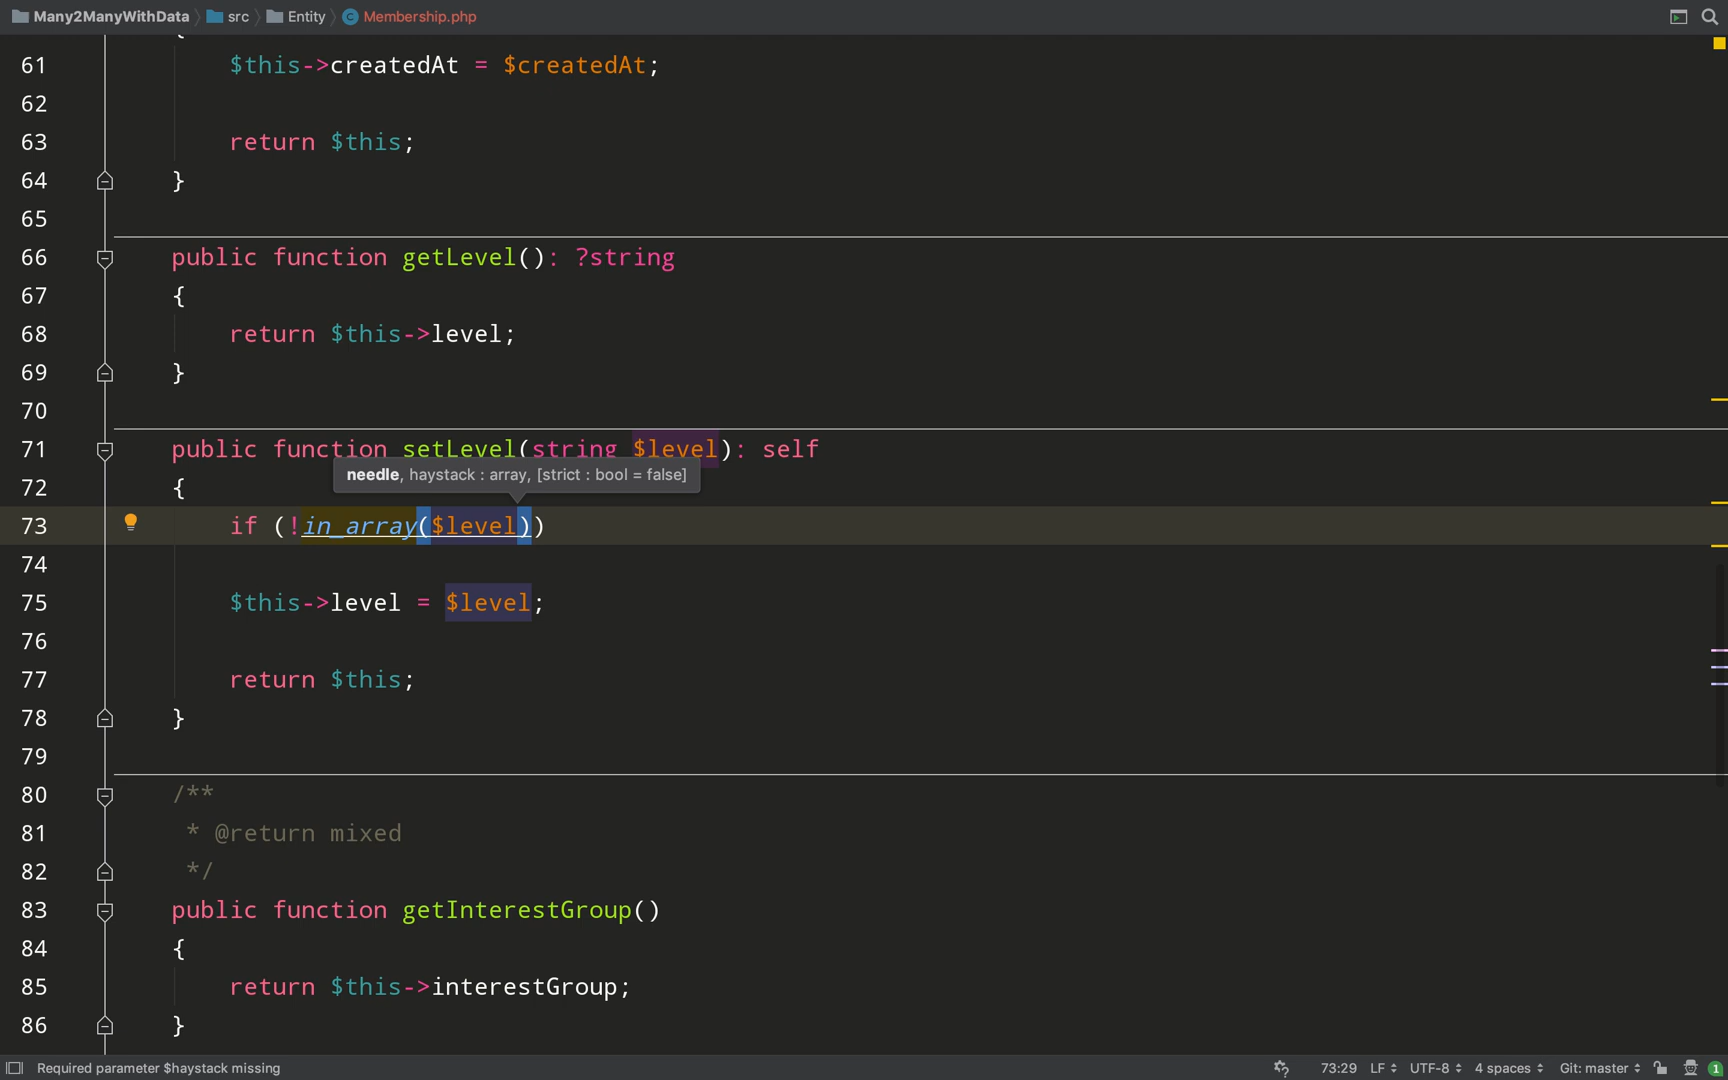 Many2ManyWithData src Entity Membership.php
{
61 $this->createdAt = $createdAt;
62
63 return $this;
64 }
65
66 public function getLevel(): ?string
67 {
68 return $this->level;
69 }
70
71 public function setLevel(string $level): self
needle, haystack : array, [strict : bool = false]
72 {
73 if (!in_array($level))
74
75 $this->level = $level;
76
77 return $this;
78 }
79
80 /**
81 * @return mixed
82 */
83 public function getInterestGroup()
84 {
85 return $this->interestGroup;
86 }
Required parameter $haystack missing 73:29 LF UTF-8 4 spaces Git: master 1